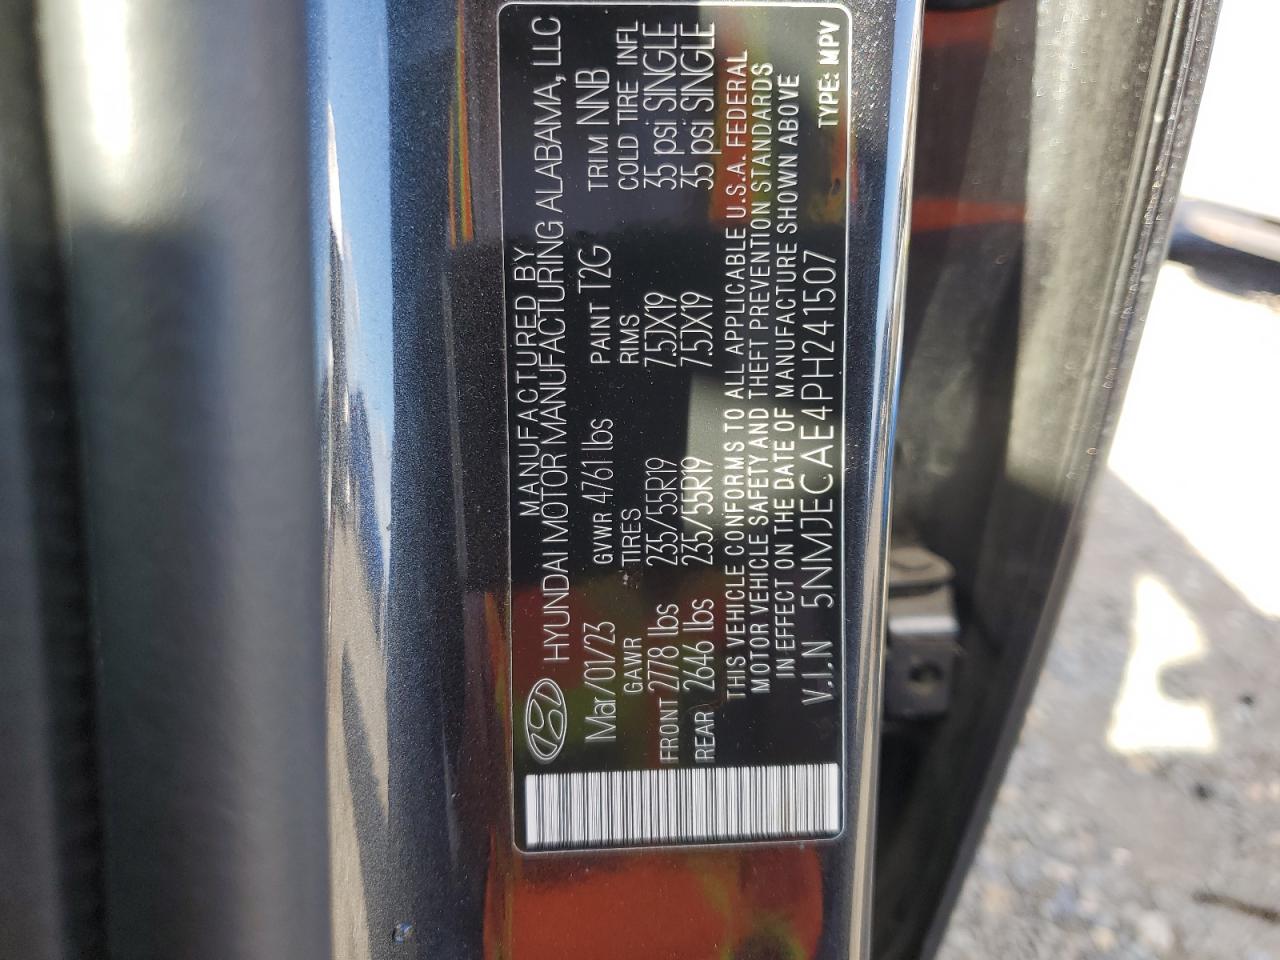 MANUFACTURED BY
HYUNDAI MOTOR MANUFACTURING ALABAMA, LLC
Mar/01/23 GVWR 4761 lbs PAINT T2G TRIM NNB
GAWR TIRES RIMS COLD TIRE INFL
FRONT 2778 lbs 235/55R19 7.5JX19 35 psi SINGLE
REAR 2646 lbs 235/55R19 7.5JX19 35 psi SINGLE
THIS VEHICLE CONFORMS TO ALL APPLICABLE U.S.A. FEDERAL
MOTOR VEHICLE SAFETY AND THEFT PREVENTION STANDARDS
IN EFFECT ON THE DATE OF MANUFACTURE SHOWN ABOVE
V.I.N 5NMJECAE4PH241507 TYPE: MPV